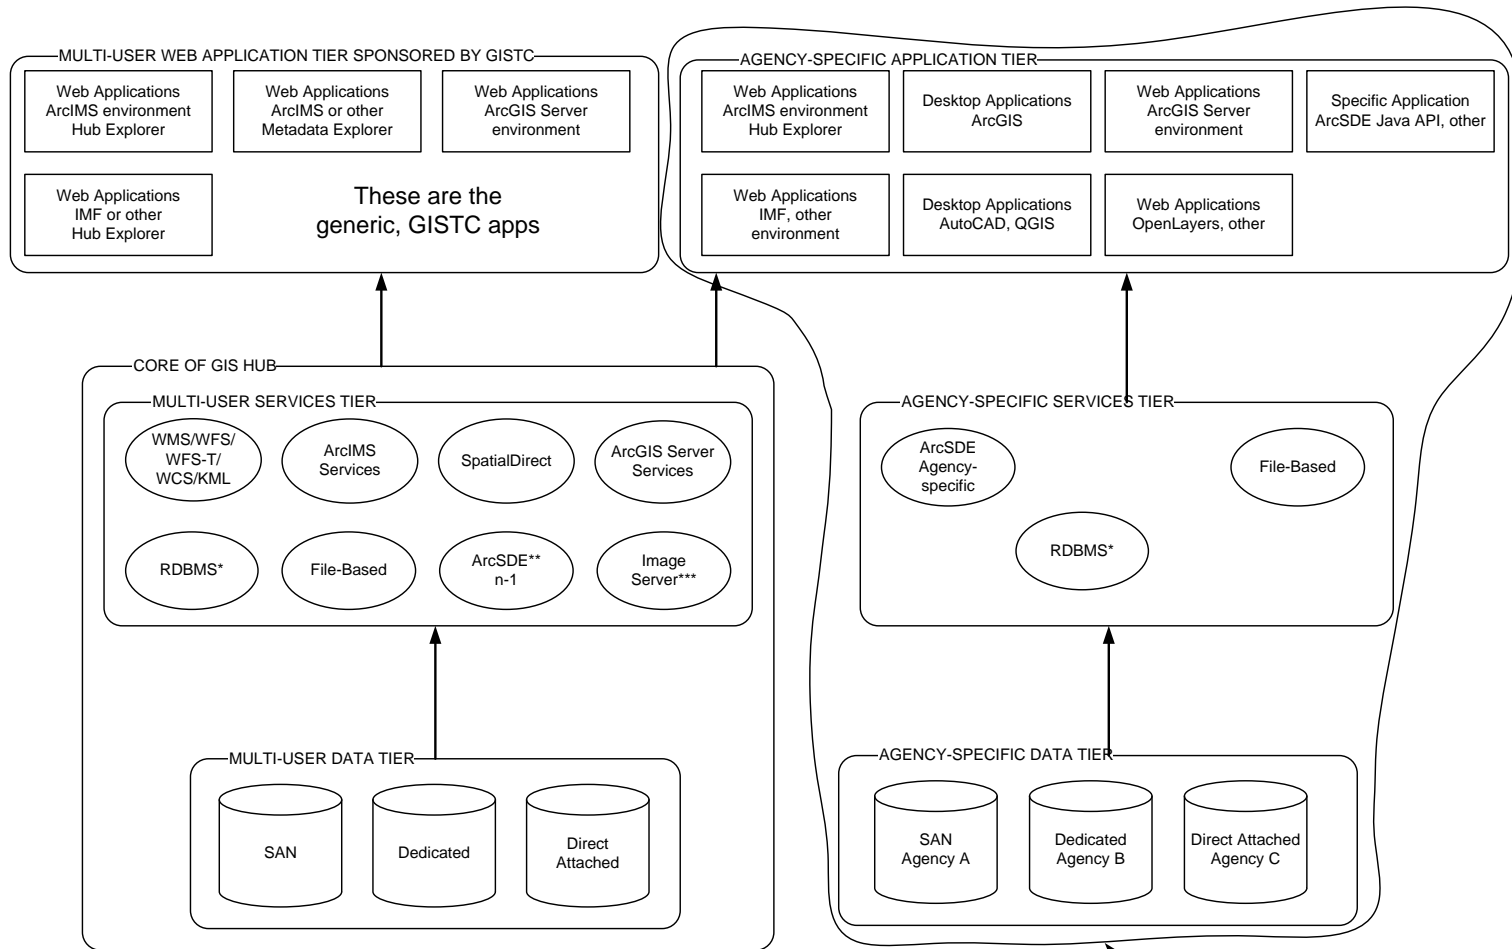 MULTI-USER WEB APPLICATION TIER SPONSORED BY GISTC
Web Applications
ArcIMS environment
Hub Explorer
Web Applications
ArcIMS or other
Metadata Explorer
Web Applications
ArcGIS Server
environment
Web Applications
IMF or other
Hub Explorer
These are the
generic, GISTC apps
AGENCY-SPECIFIC APPLICATION TIER
Web Applications
ArcIMS environment
Hub Explorer
Desktop Applications
ArcGIS
Web Applications
ArcGIS Server
environment
Specific Application
ArcSDE Java API, other
Web Applications
IMF, other
environment
Desktop Applications
AutoCAD, QGIS
Web Applications
OpenLayers, other
CORE OF GIS HUB
MULTI-USER SERVICES TIER
WMS/WFS/
WFS-T/
WCS/KML
ArcIMS
Services
SpatialDirect
ArcGIS Server
Services
RDBMS*
File-Based
ArcSDE**
n-1
Image
Server***
AGENCY-SPECIFIC SERVICES TIER
ArcSDE
Agency-
specific
File-Based
RDBMS*
MULTI-USER DATA TIER
SAN
Dedicated
Direct
Attached
AGENCY-SPECIFIC DATA TIER
SAN
Agency A
Dedicated
Agency B
Direct Attached
Agency C